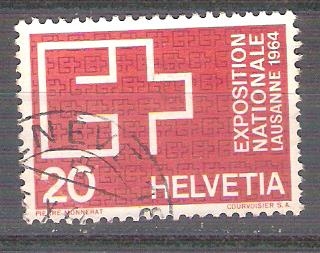 EXPOSITION
NATIONALE
LAUSANNE 1964
20 HELVETIA
PIERRE MONNERAT
COURVOISIER S.A.